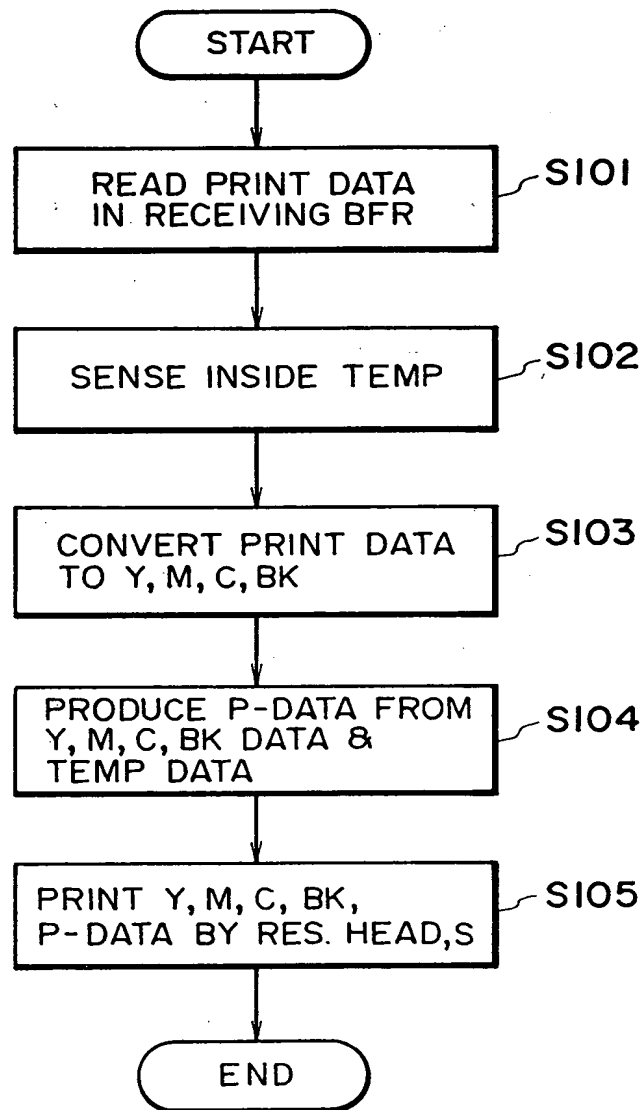 START
READ PRINT DATA
IN RECEIVING BFR
S101
SENSE INSIDE TEMP
S102
CONVERT PRINT DATA
TO Y, M, C, BK
S103
PRODUCE P-DATA FROM
Y, M, C, BK DATA &
TEMP DATA
S104
PRINT Y, M, C, BK,
P-DATA BY RES. HEAD,S
S105
END